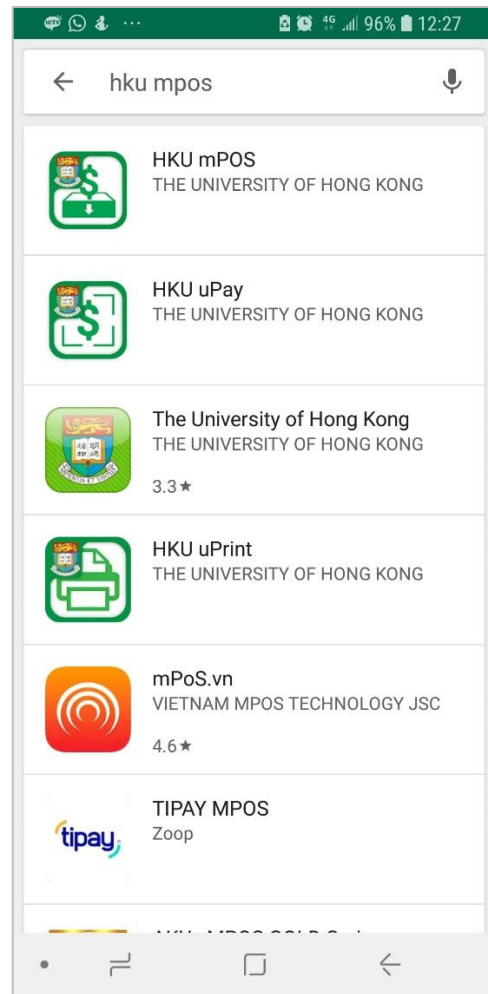 96% 12:27
hku mpos
HKU mPOS
THE UNIVERSITY OF HONG KONG
HKU uPay
THE UNIVERSITY OF HONG KONG
The University of Hong Kong
THE UNIVERSITY OF HONG KONG
3.3★
HKU uPrint
THE UNIVERSITY OF HONG KONG
mPoS.vn
VIETNAM MPOS TECHNOLOGY JSC
4.6★
tipay
TIPAY MPOS
Zoop